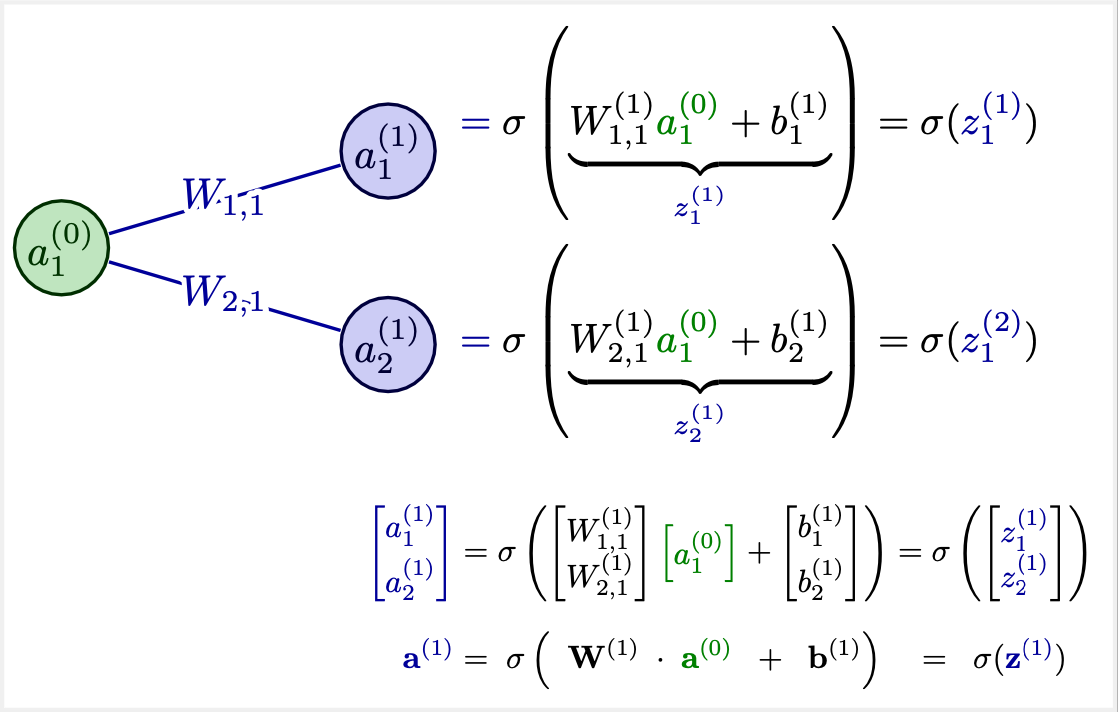 a_1^{(0)}
W_{1,1}
W_{2,1}
a_1^{(1)} = σ ( W_{1,1}^{(1)} a_1^{(0)} + b_1^{(1)} ) = σ(z_1^{(1)})
z_1^{(1)}
a_2^{(1)} = σ ( W_{2,1}^{(1)} a_1^{(0)} + b_2^{(1)} ) = σ(z_1^{(2)})
z_2^{(1)}
[ a_1^{(1)} a_2^{(1)} ] = σ ( [ W_{1,1}^{(1)} W_{2,1}^{(1)} ] [ a_1^{(0)} ] + [ b_1^{(1)} b_2^{(1)} ] ) = σ ( [ z_1^{(1)} z_2^{(1)} ] )
a^{(1)} = σ ( W^{(1)} · a^{(0)} + b^{(1)} ) = σ(z^{(1)})